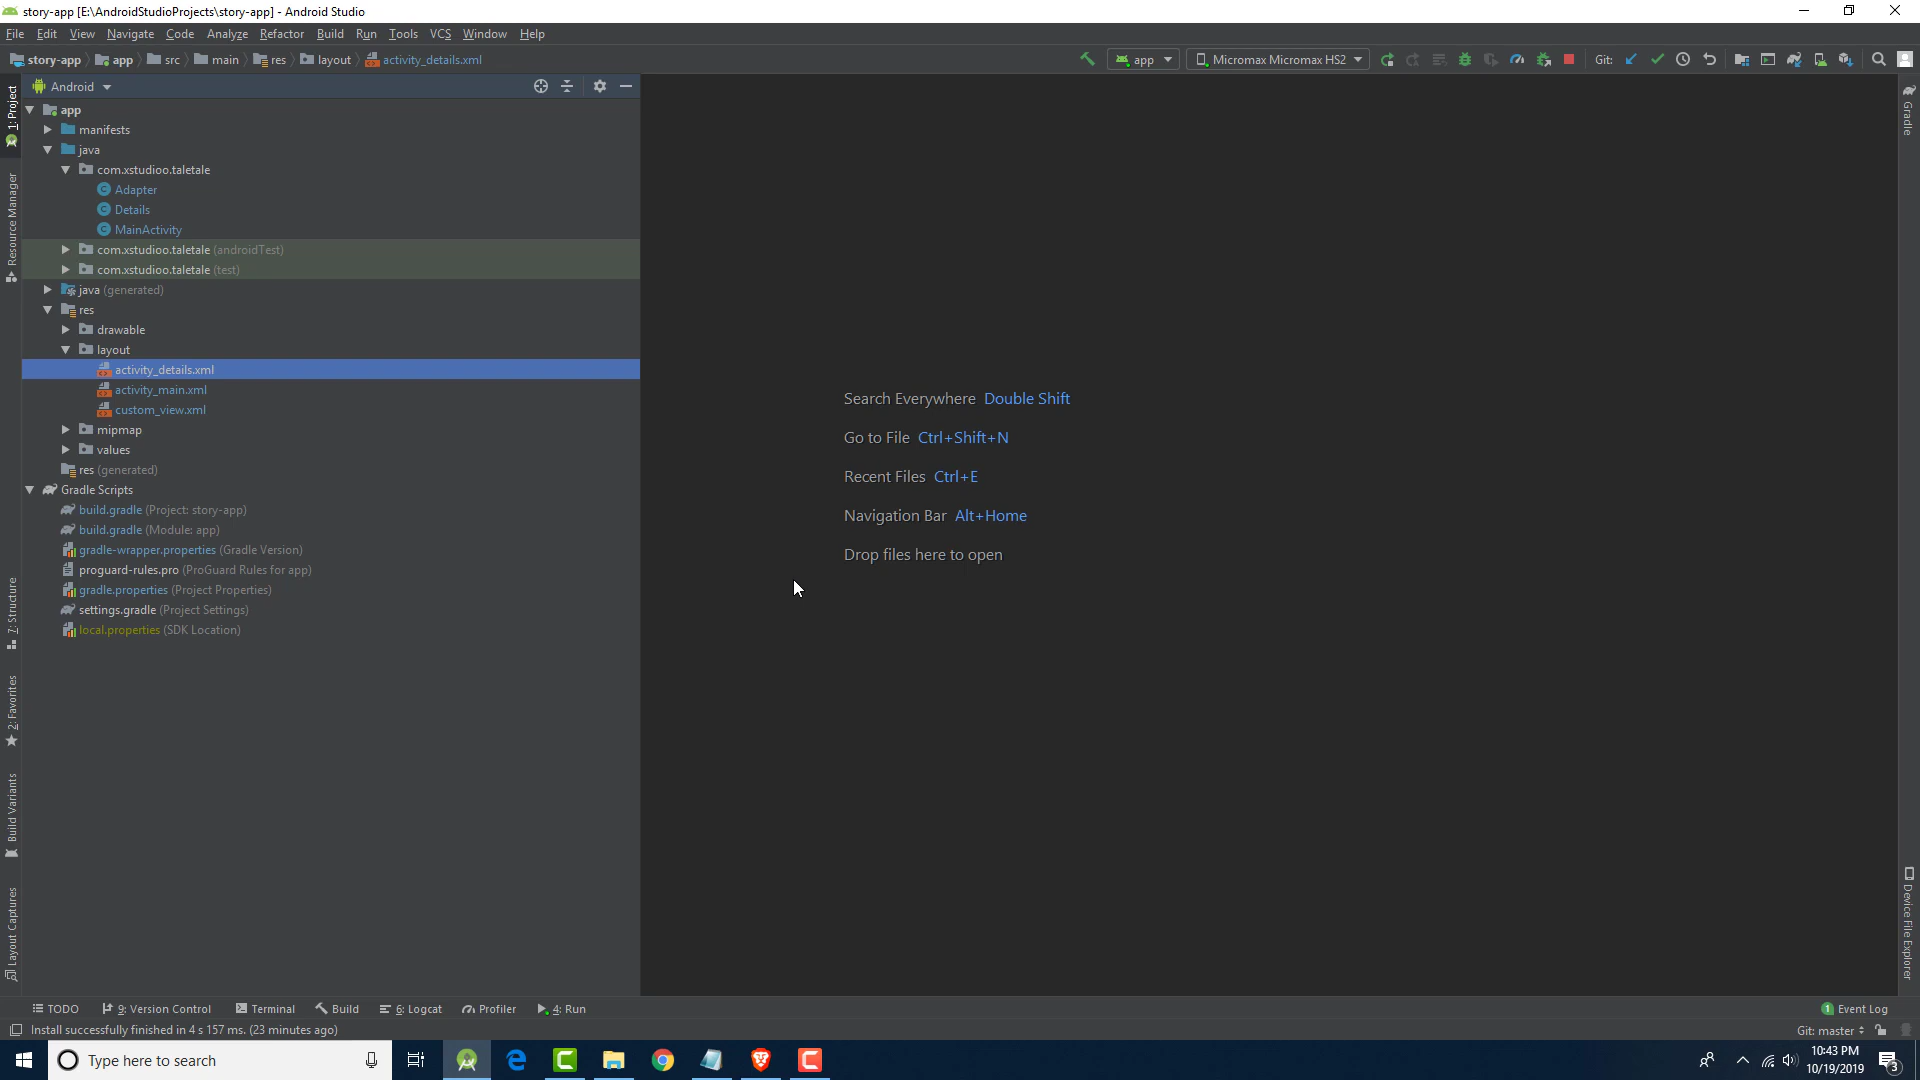 story-app [E:\AndroidStudioProjects\story-app] - Android Studio
File Edit View Navigate Code Analyze Refactor Build Run Tools VCS Window Help
story-app app src main res layout activity_details.xml app Micromax Micromax HS2 Git:
Android
1: Project
Resource Manager
7: Structure
2: Favorites
Build Variants
Layout Captures
app
manifests
java
com.xstudioo.taletale
Adapter
Details
MainActivity
com.xstudioo.taletale (androidTest)
com.xstudioo.taletale (test)
java (generated)
res
drawable
layout
activity_details.xml
activity_main.xml
custom_view.xml
mipmap
values
res (generated)
Gradle Scripts
build.gradle (Project: story-app)
build.gradle (Module: app)
gradle-wrapper.properties (Gradle Version)
proguard-rules.pro (ProGuard Rules for app)
gradle.properties (Project Properties)
settings.gradle (Project Settings)
local.properties (SDK Location)
Search Everywhere Double Shift
Go to File Ctrl+Shift+N
Recent Files Ctrl+E
Navigation Bar Alt+Home
Drop files here to open
Gradle
Device File Explorer
TODO 9: Version Control Terminal Build 6: Logcat Profiler 4: Run 1 Event Log
Install successfully finished in 4 s 157 ms. (23 minutes ago) Git: master
Type here to search
10:43 PM
10/19/2019
3